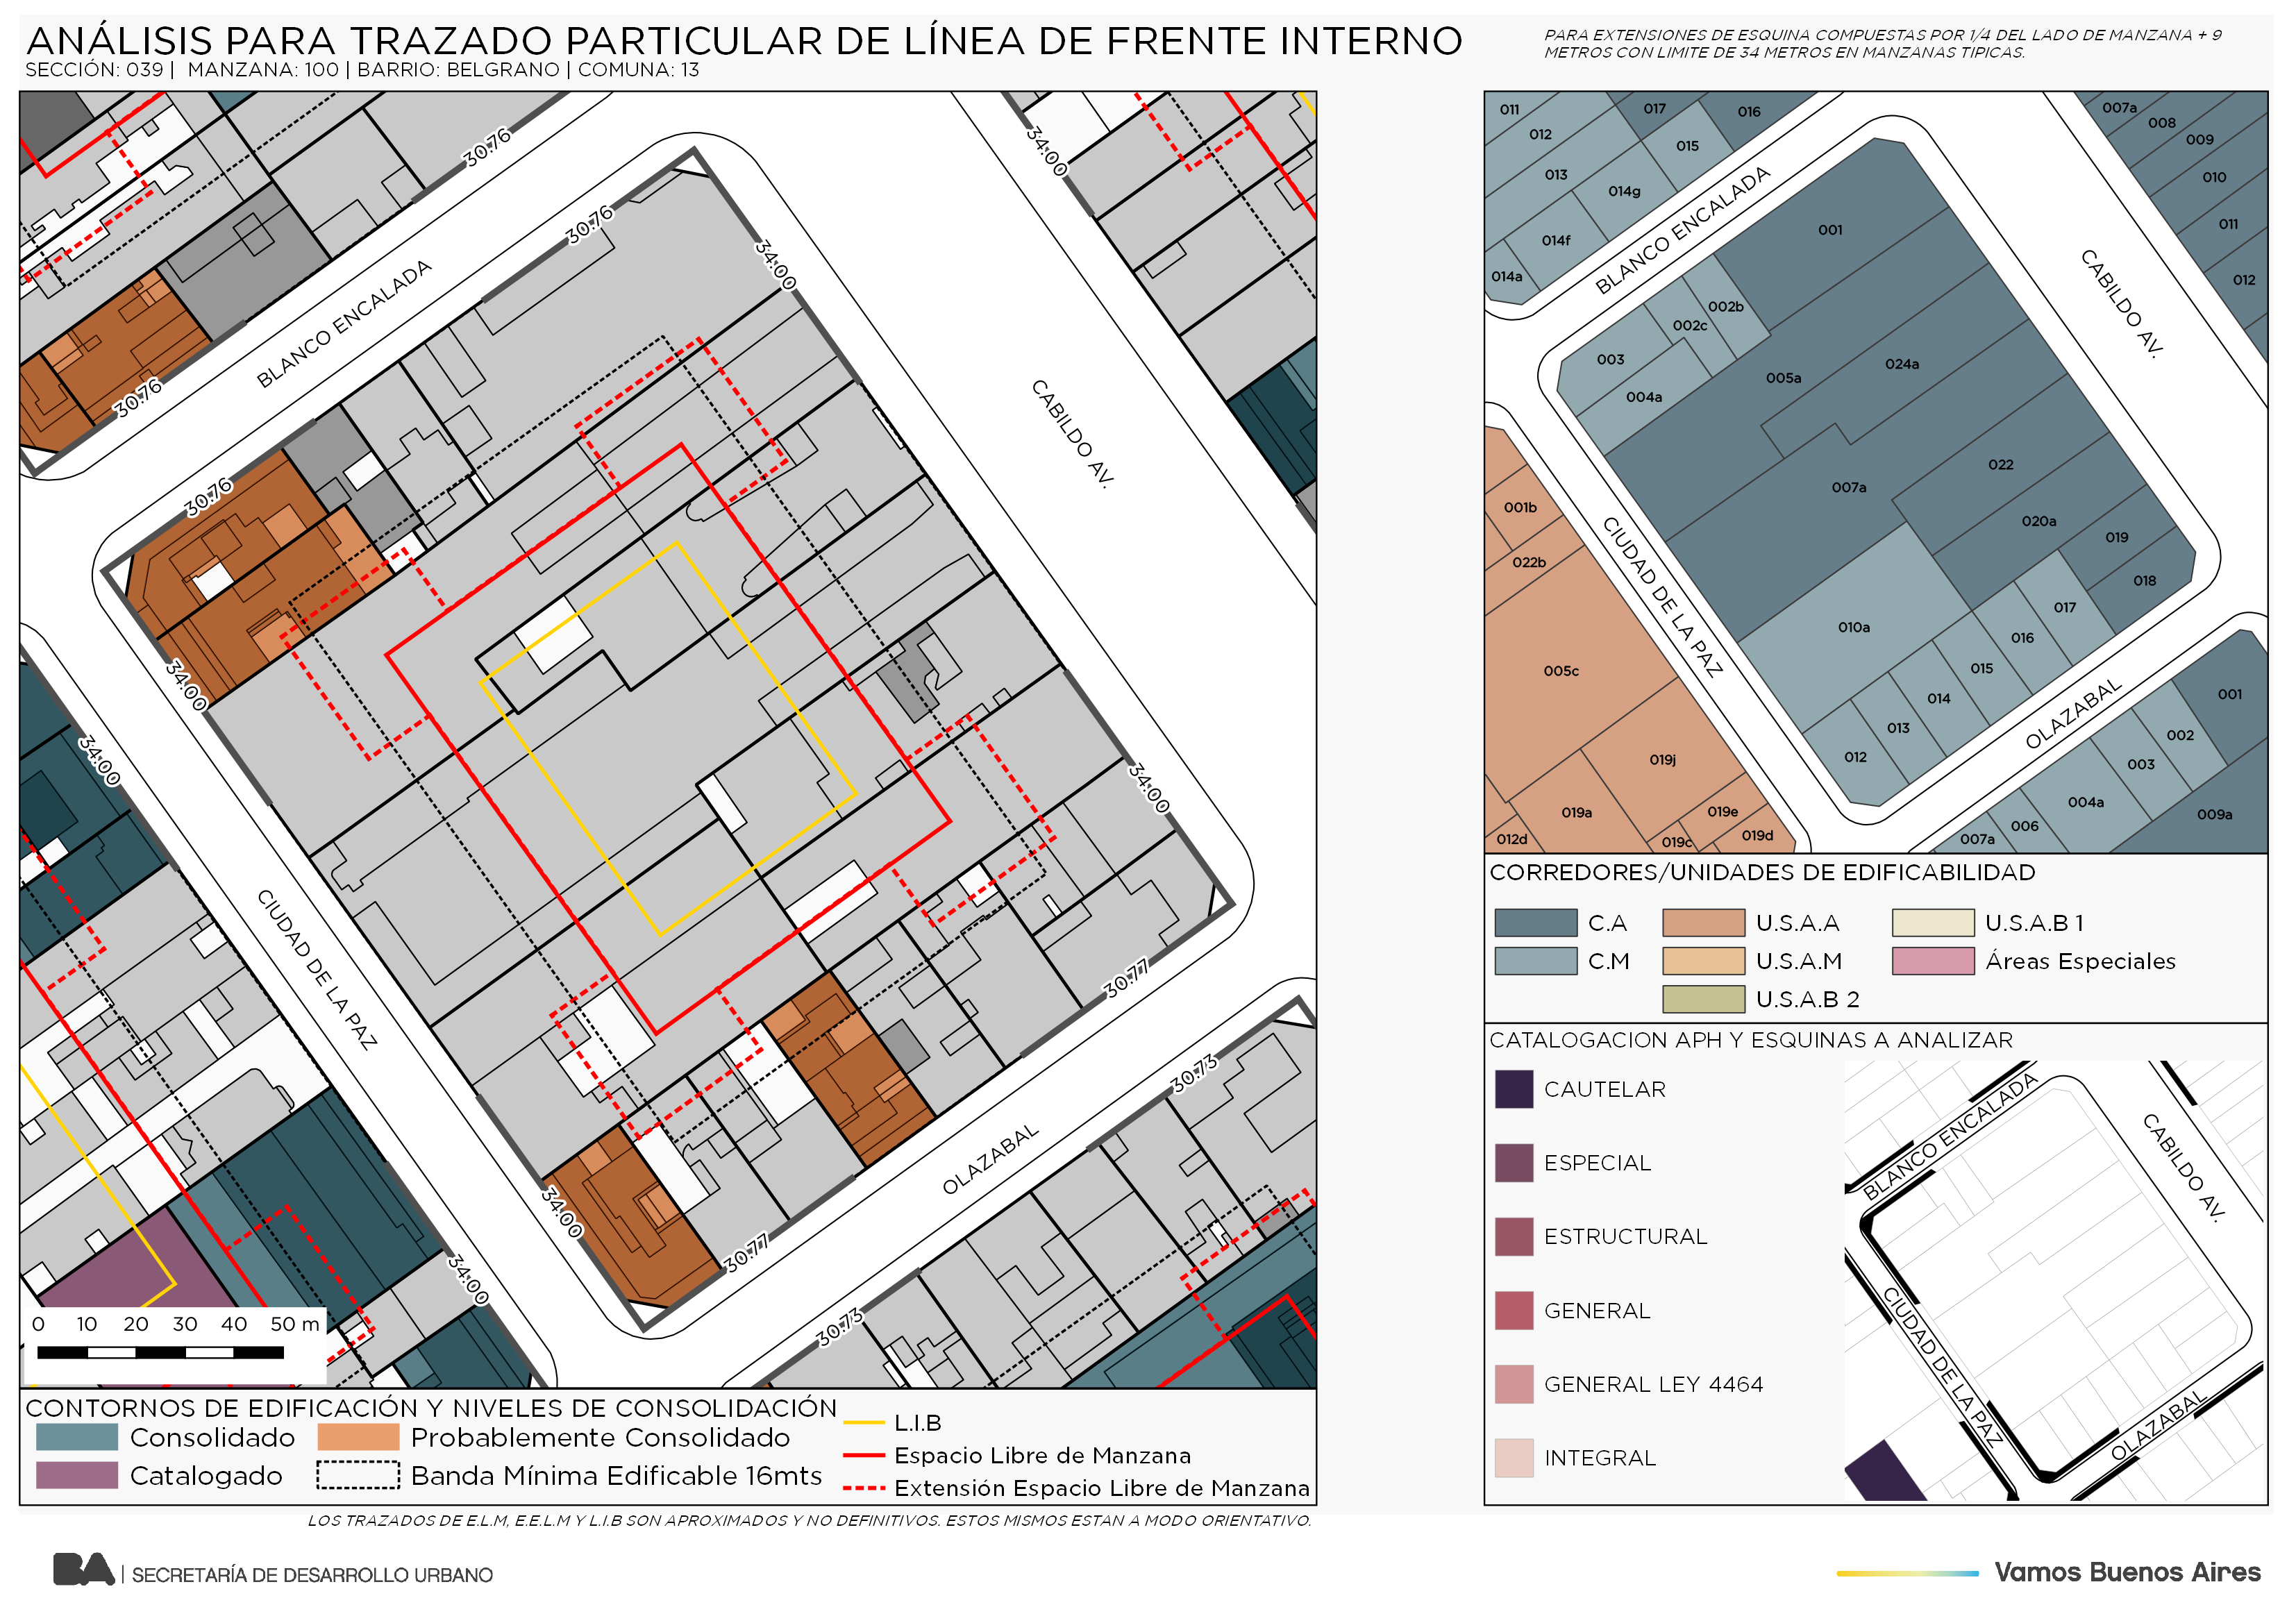 ANÁLISIS PARA TRAZADO PARTICULAR DE LÍNEA DE FRENTE INTERNO
SECCIÓN: 039 | MANZANA: 100 | BARRIO: BELGRANO | COMUNA: 13
PARA EXTENSIONES DE ESQUINA COMPUESTAS POR 1/4 DEL LADO DE MANZANA + 9
METROS CON LIMITE DE 34 METROS EN MANZANAS TIPICAS.
30.76
34.00
30.76
34.00
BLANCO ENCALADA
30.76
CABILDO AV.
30.76
34.00
34.00
34.00
CIUDAD DE LA PAZ
30.77
30.73
OLAZABAL
34.00
30.77
34.00
30.73
0 10 20 30 40 50 m
CONTORNOS DE EDIFICACIÓN Y NIVELES DE CONSOLIDACIÓN
Consolidado
Probablemente Consolidado
Catalogado
Banda Mínima Edificable 16mts
L.I.B
Espacio Libre de Manzana
Extensión Espacio Libre de Manzana
LOS TRAZADOS DE E.L.M, E.E.L.M Y L.I.B SON APROXIMADOS Y NO DEFINITIVOS. ESTOS MISMOS ESTAN A MODO ORIENTATIVO.
011
017
016
007a
012
008
015
009
013
010
014g
011
014f
001
014a
012
BLANCO ENCALADA
CABILDO AV.
002b
002c
003
024a
005a
004a
022
007a
001b
020a
019
022b
018
CIUDAD DE LA PAZ
017
010a
016
005c
015
001
014
OLAZABAL
013
002
012
019j
003
004a
019a
019e
009a
006
012d
019c
019d
007a
CORREDORES/UNIDADES DE EDIFICABILIDAD
C.A
U.S.A.A
U.S.A.B 1
C.M
U.S.A.M
Áreas Especiales
U.S.A.B 2
CATALOGACION APH Y ESQUINAS A ANALIZAR
CAUTELAR
ESPECIAL
ESTRUCTURAL
GENERAL
GENERAL LEY 4464
INTEGRAL
BLANCO ENCALADA
CABILDO AV.
CIUDAD DE LA PAZ
OLAZABAL
BA | SECRETARÍA DE DESARROLLO URBANO
Vamos Buenos Aires